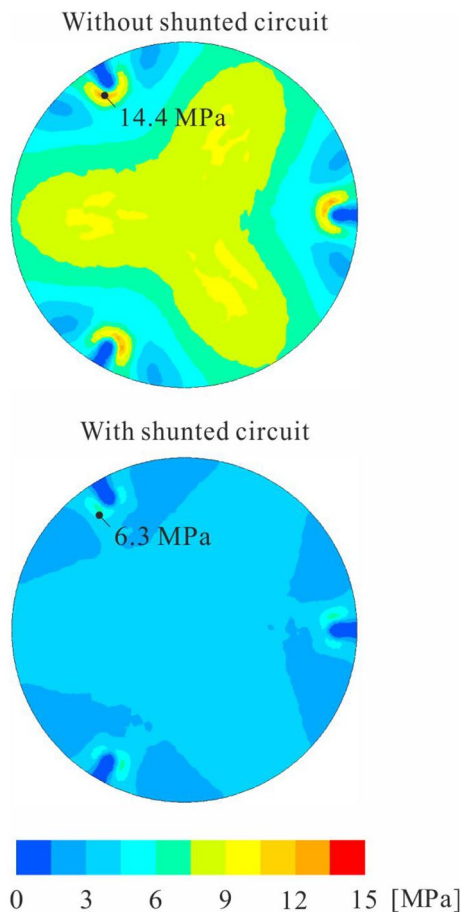 Without shunted circuit
14.4 MPa
With shunted circuit
6.3 MPa
0 3 6 9 12 15 [MPa]